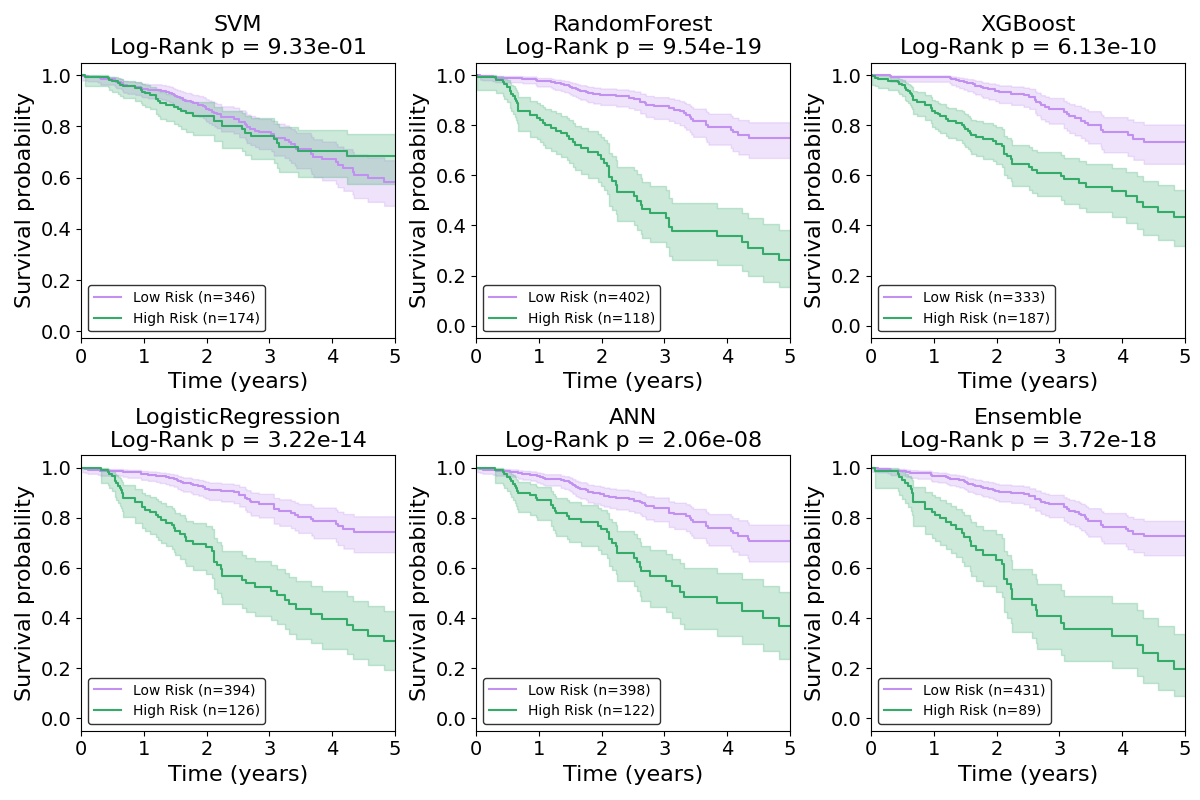 SVM
Log-Rank p = 9.33e-01
Survival probability
1.0
0.8
0.6
0.4
0.2
0.0
Low Risk (n=346)
High Risk (n=174)
0 1 2 3 4 5
Time (years)
RandomForest
Log-Rank p = 9.54e-19
Survival probability
1.0
0.8
0.6
0.4
0.2
0.0
Low Risk (n=402)
High Risk (n=118)
0 1 2 3 4 5
Time (years)
XGBoost
Log-Rank p = 6.13e-10
Survival probability
1.0
0.8
0.6
0.4
0.2
0.0
Low Risk (n=333)
High Risk (n=187)
0 1 2 3 4 5
Time (years)
LogisticRegression
Log-Rank p = 3.22e-14
Survival probability
1.0
0.8
0.6
0.4
0.2
0.0
Low Risk (n=394)
High Risk (n=126)
0 1 2 3 4 5
Time (years)
ANN
Log-Rank p = 2.06e-08
Survival probability
1.0
0.8
0.6
0.4
0.2
0.0
Low Risk (n=398)
High Risk (n=122)
0 1 2 3 4 5
Time (years)
Ensemble
Log-Rank p = 3.72e-18
Survival probability
1.0
0.8
0.6
0.4
0.2
0.0
Low Risk (n=431)
High Risk (n=89)
0 1 2 3 4 5
Time (years)